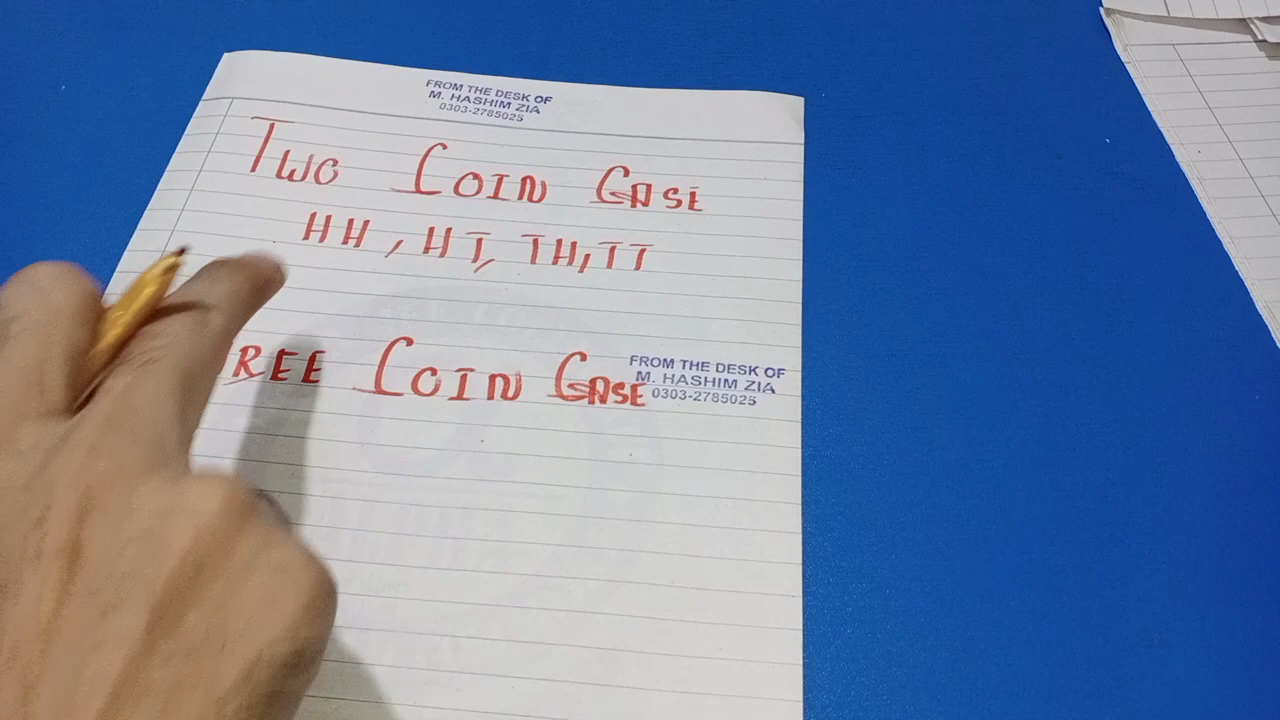 FROM THE DESK OF
M. HASHIM ZIA
0303-2785025
TWO COIN CASE
HH, HT, TH, TT
REE COIN CASE
FROM THE DESK OF
M. HASHIM ZIA
0303-2785025